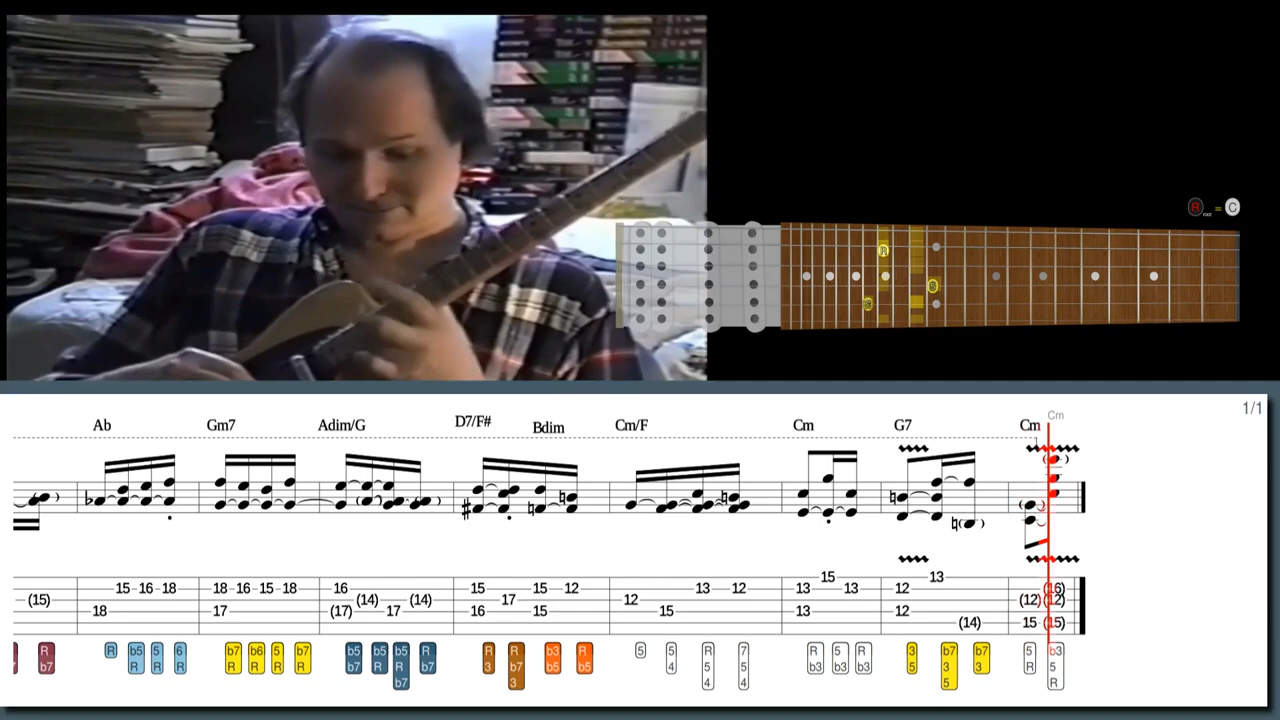 SONY
R root = C
R
S
1/1
Cm
Ab Gm7 Adim/G D7/F# Bdim Cm/F Cm G7 Cm
15 13
15 16 18 18 16 15 18 16 15 15 12 13 12 13 13 12 (16)
(15) (14) (14) 17 12 (12) (12)
18 17 (17) 17 16 15 15 13 12
(14) 15 (15)
R b5 5 6 b7 b6 5 b7 b5 b5 b5 R R R b3 R 5 5 R 7 R 5 R 3 b7 b7 5 b3
b7 R R R R R R b7 R R b7 3 b7 b5 b5 4 5 5 b3 b3 b3 5 3 3 R 5
b7 3 4 4 5 R